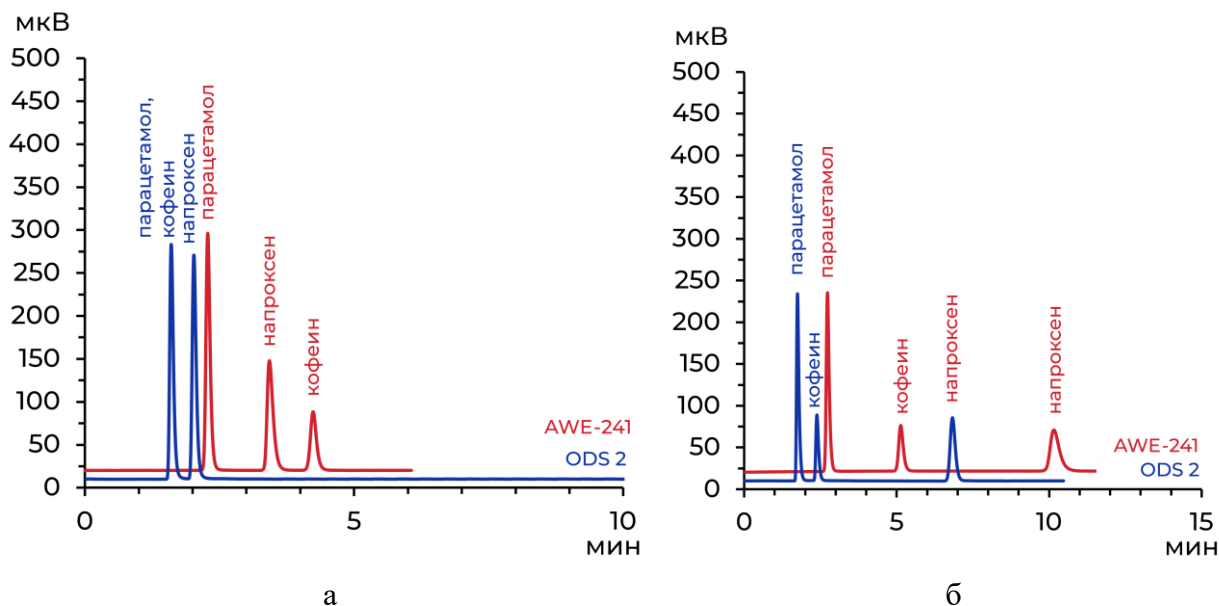 мкВ
500
450
400
350
300
250
200
150
100
50
0
парацетамол,
кофеин
напроксен
парацетамол
напроксен
кофеин
AWE-241
ODS 2
0
5
10
мин
а
мкВ
500
450
400
350
300
250
200
150
100
50
0
парацетамол
кофеин
парацетамол
кофеин
напроксен
напроксен
AWE-241
ODS 2
0
5
10
15
мин
б